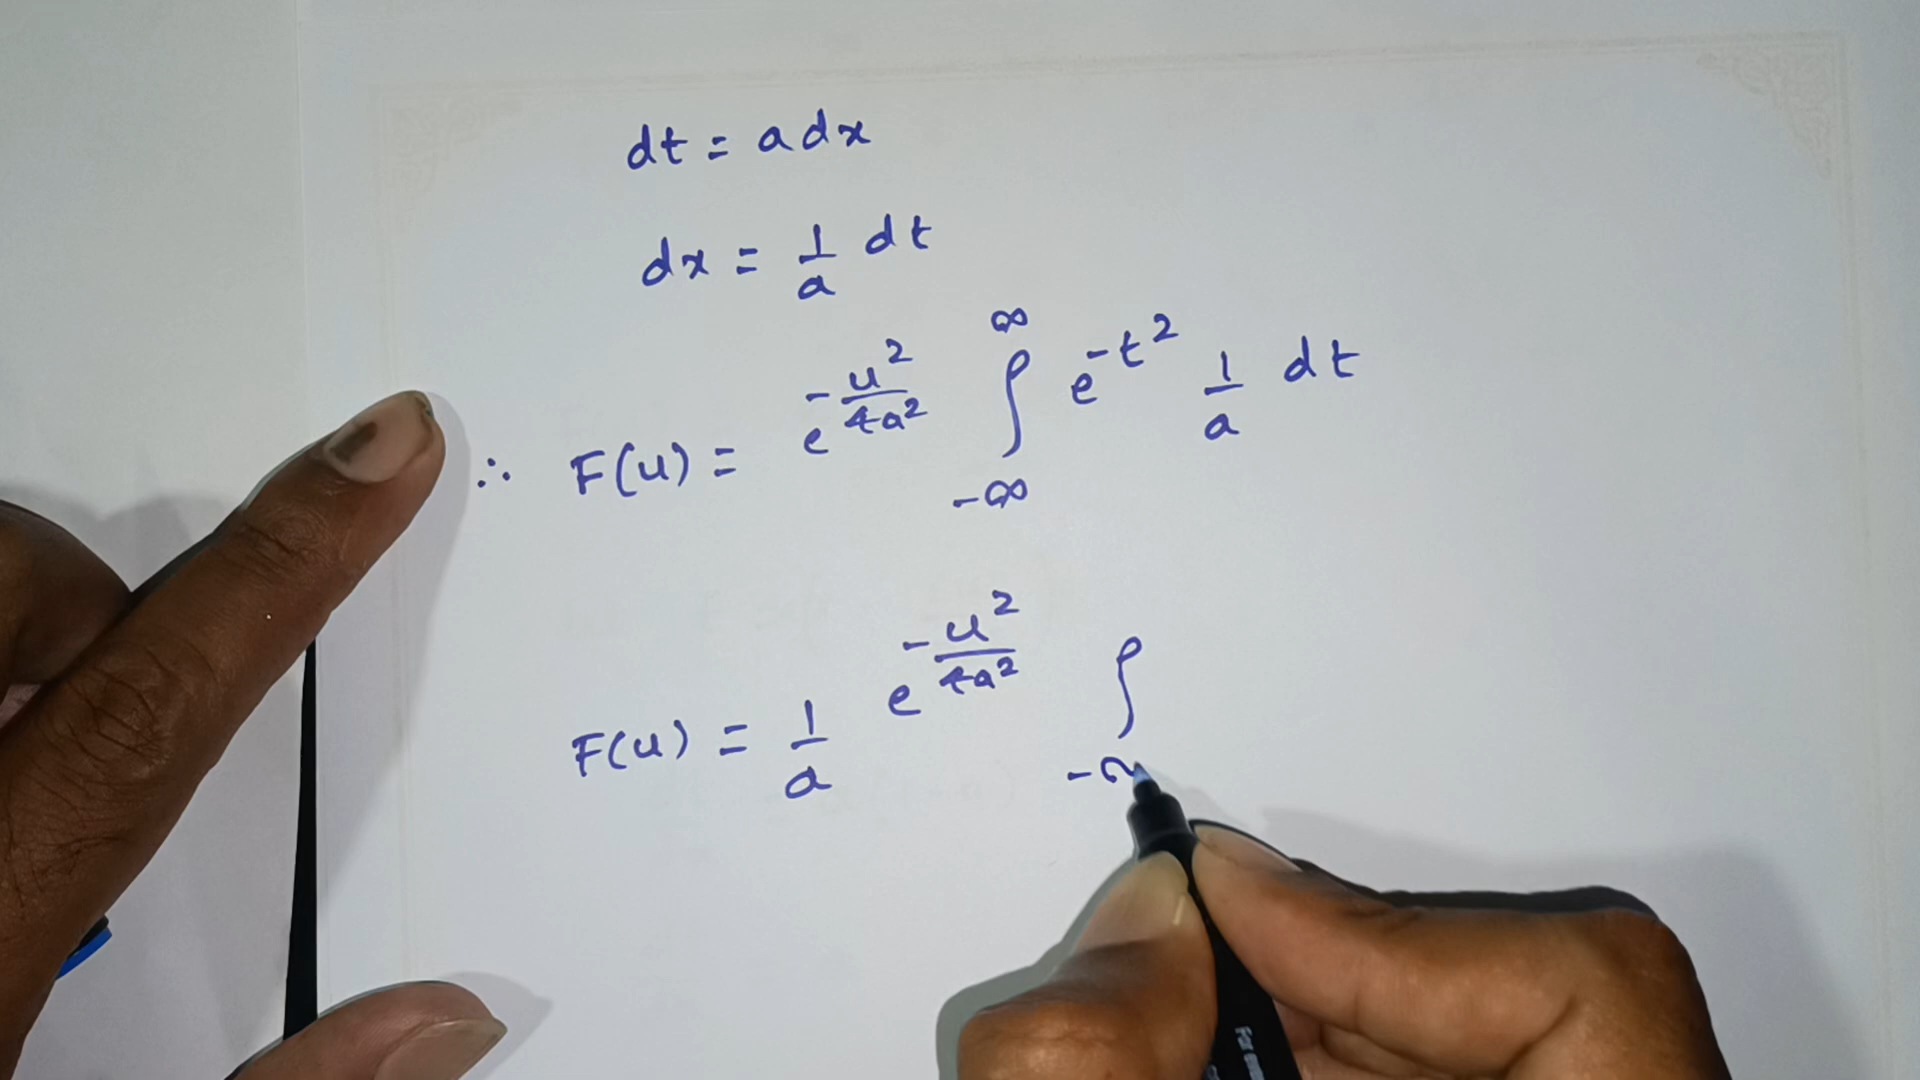 dt = a dx
dx = 1/a dt
∴ F(u) = e^{-u²/4a²} ∫_{-∞}^{∞} e^{-t²} 1/a dt
F(u) = 1/a e^{-u²/4a²} ∫_{-∞}